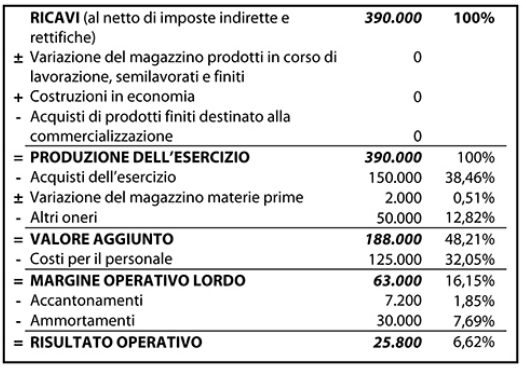 RICAVI (al netto di imposte indirette e 390.000 100%
rettifiche)
± Variazione del magazzino prodotti in corso di 0
lavorazione, semilavorati e finiti
+ Costruzioni in economia 0
- Acquisti di prodotti finiti destinato alla
commercializzazione 0
= PRODUZIONE DELL'ESERCIZIO 390.000 100%
- Acquisti dell'esercizio 150.000 38,46%
± Variazione del magazzino materie prime 2.000 0,51%
- Altri oneri 50.000 12,82%
= VALORE AGGIUNTO 188.000 48,21%
- Costi per il personale 125.000 32,05%
= MARGINE OPERATIVO LORDO 63.000 16,15%
- Accantonamenti 7.200 1,85%
- Ammortamenti 30.000 7,69%
= RISULTATO OPERATIVO 25.800 6,62%